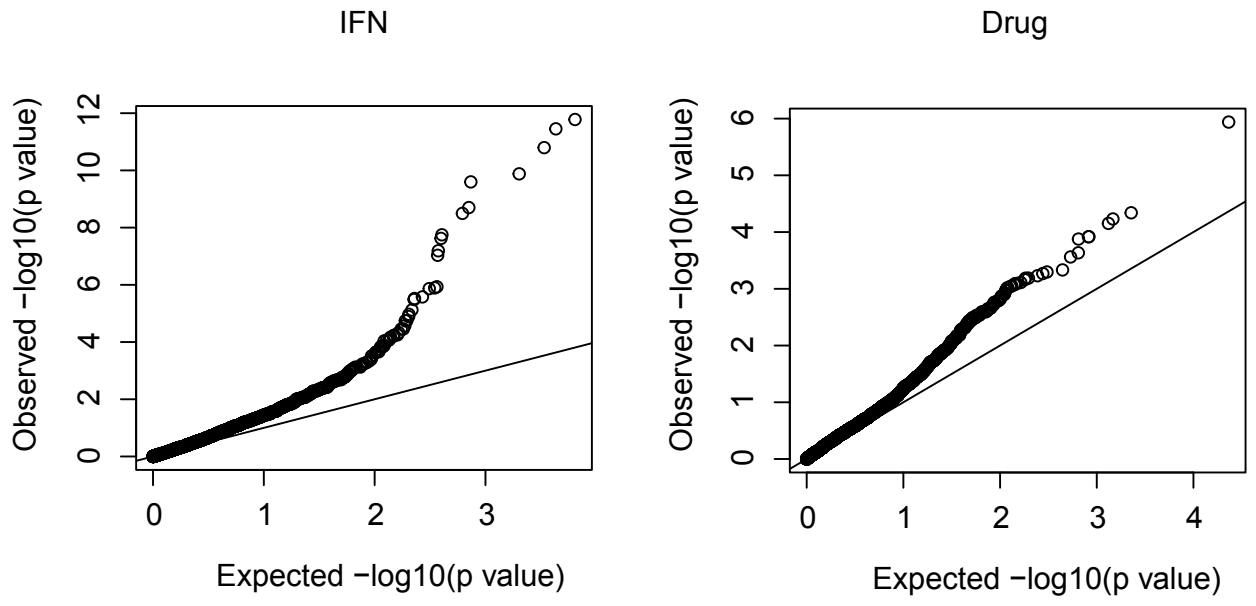 IFN
Observed −log10(p value)
12
10
8
6
4
2
0
0 1 2 3
Expected −log10(p value)
Drug
Observed −log10(p value)
6
5
4
3
2
1
0
0 1 2 3 4
Expected −log10(p value)